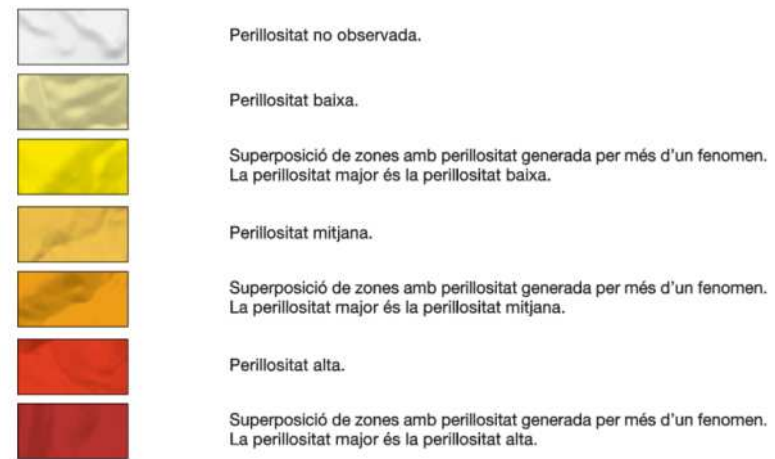 Perillositat no observada.
Perillositat baixa.
Superposició de zones amb perillositat generada per més d'un fenomen.
La perillositat major és la perillositat baixa.
Perillositat mitjana.
Superposició de zones amb perillositat generada per més d'un fenomen.
La perillositat major és la perillositat mitjana.
Perillositat alta.
Superposició de zones amb perillositat generada per més d'un fenomen.
La perillositat major és la perillositat alta.